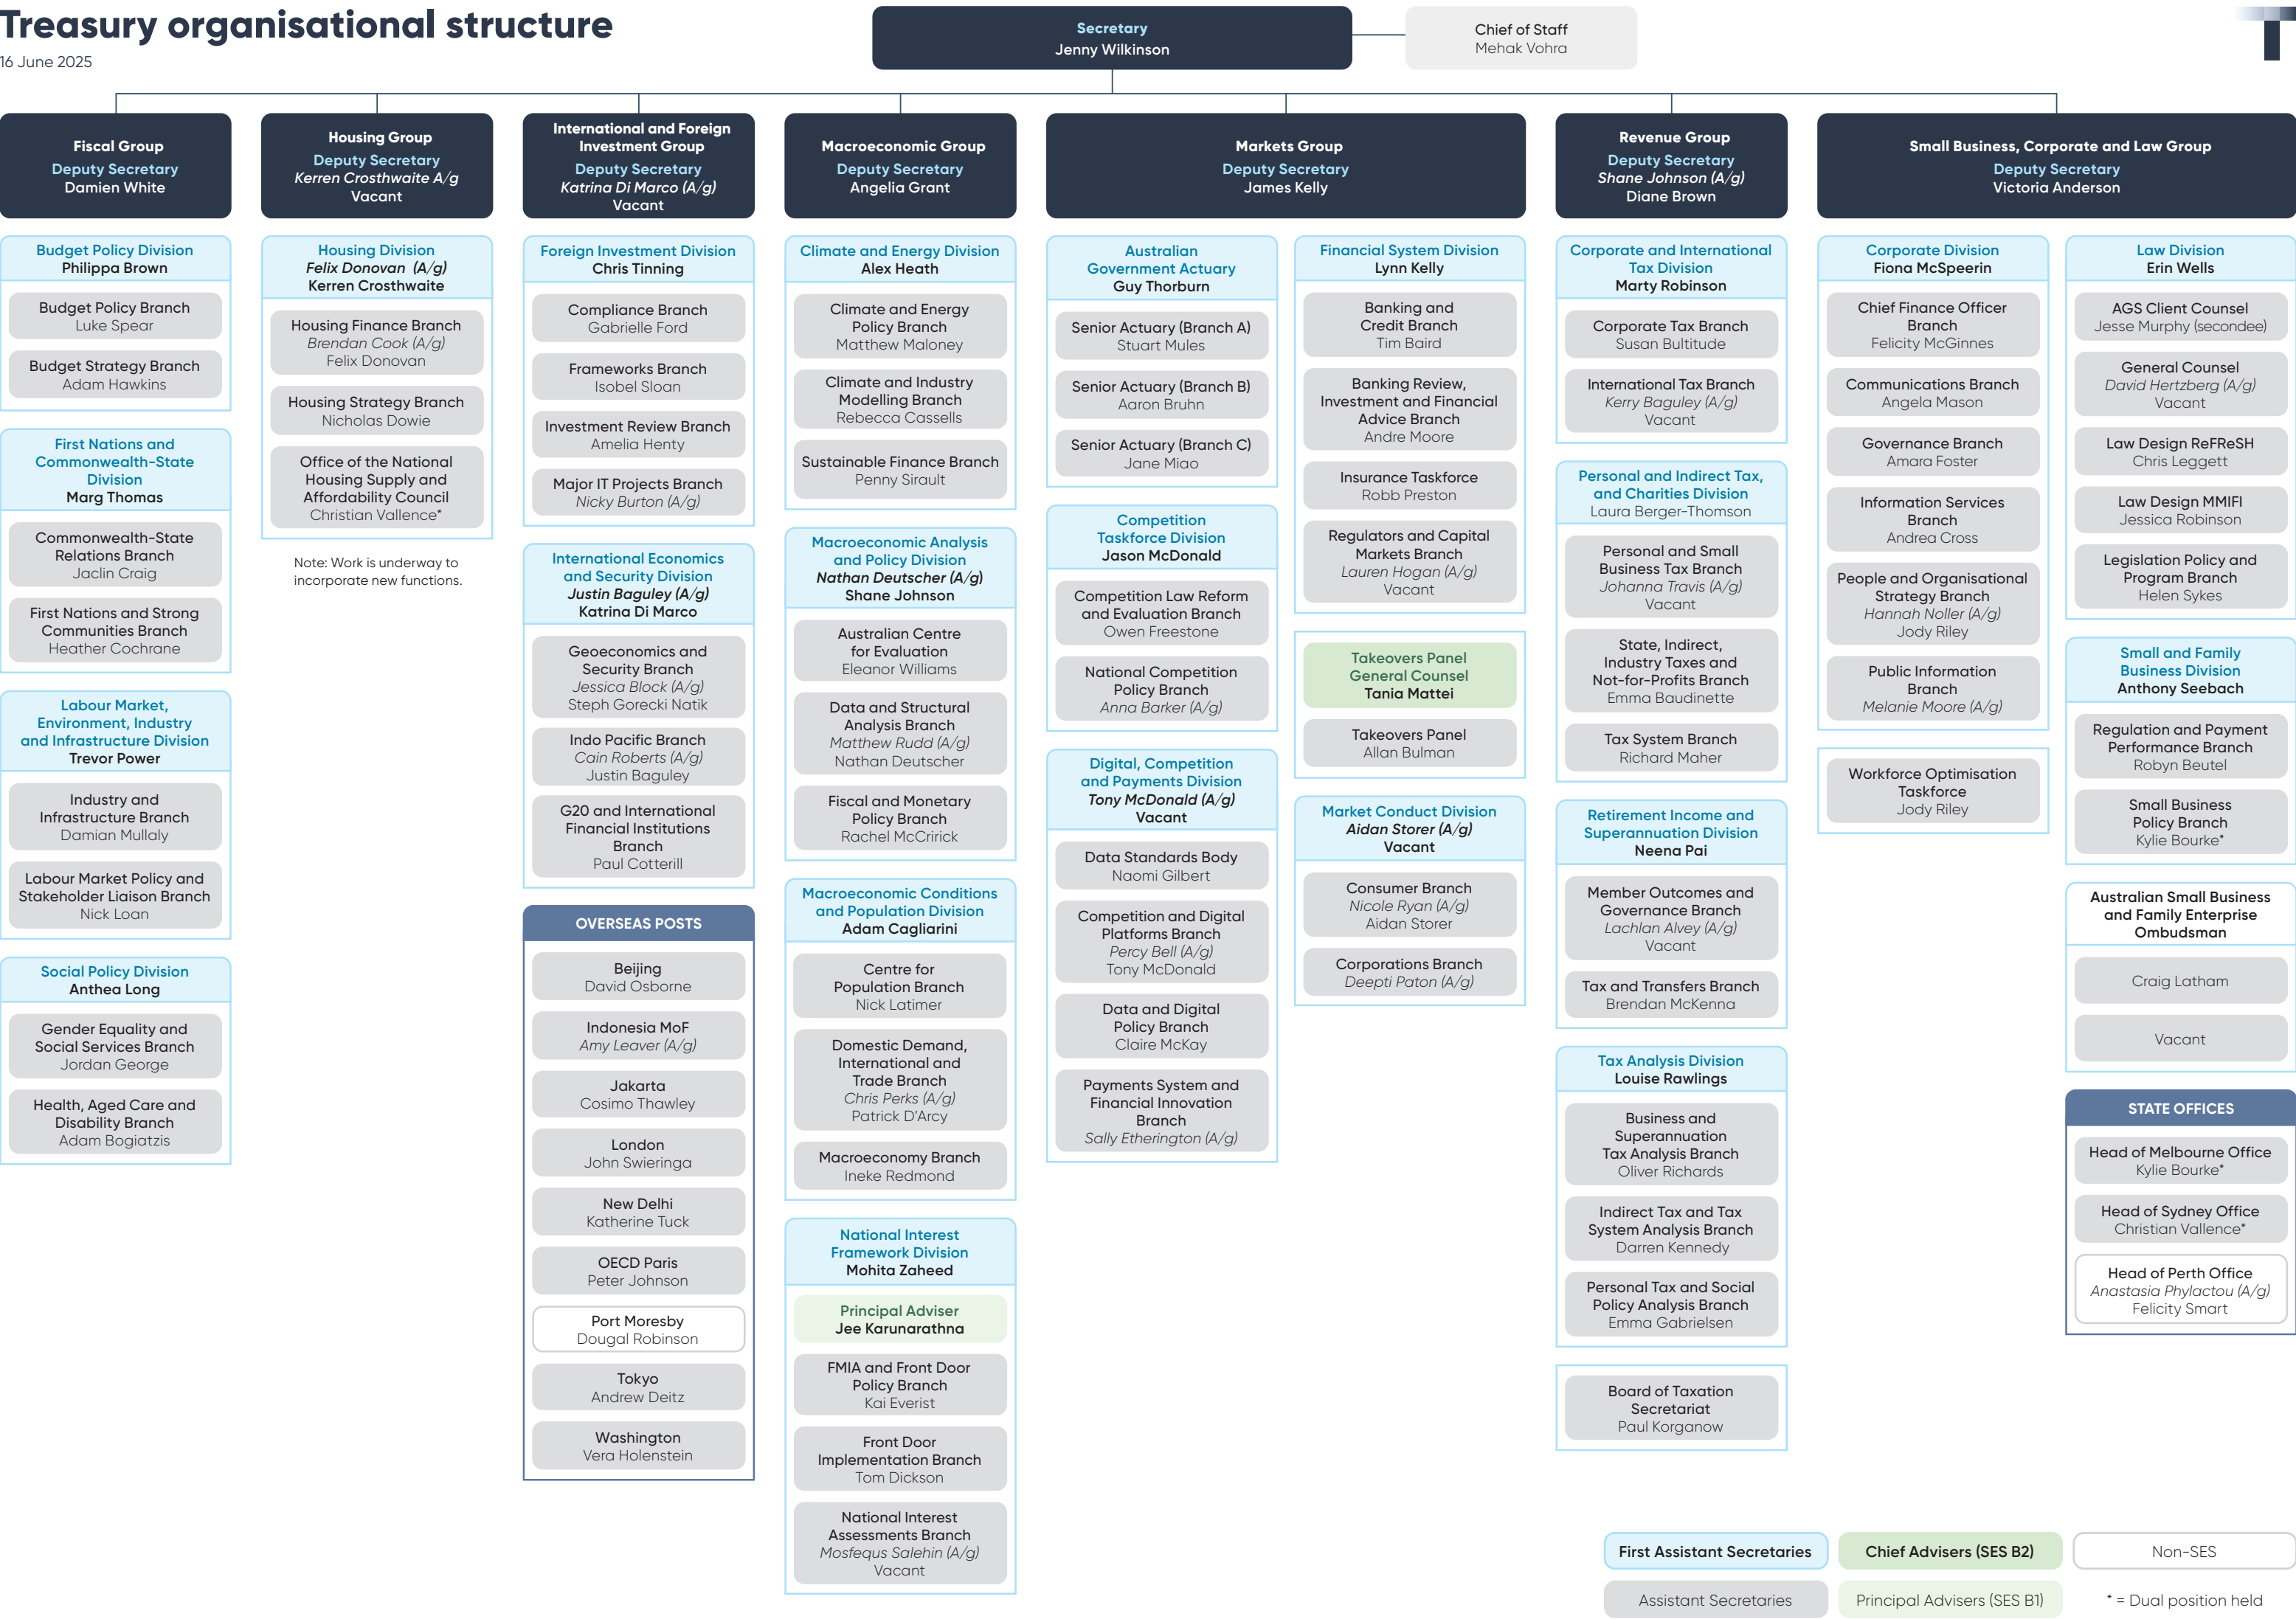 Treasury organisational structure
16 June 2025
Secretary
Jenny Wilkinson
Chief of Staff
Mehak Vohra
Fiscal Group
Deputy Secretary
Damien White
Budget Policy Division
Philippa Brown
Budget Policy Branch
Luke Spear
Budget Strategy Branch
Adam Hawkins
First Nations and
Commonwealth-State
Division
Marg Thomas
Commonwealth-State
Relations Branch
Jaclin Craig
First Nations and Strong
Communities Branch
Heather Cochrane
Labour Market,
Environment, Industry
and Infrastructure Division
Trevor Power
Industry and
Infrastructure Branch
Damian Mullaly
Labour Market Policy and
Stakeholder Liaison Branch
Nick Loan
Social Policy Division
Anthea Long
Gender Equality and
Social Services Branch
Jordan George
Health, Aged Care and
Disability Branch
Adam Bogiatzis
Housing Group
Deputy Secretary
Kerren Crosthwaite A/g
Vacant
Housing Division
Felix Donovan (A/g)
Kerren Crosthwaite
Housing Finance Branch
Brendan Cook (A/g)
Felix Donovan
Housing Strategy Branch
Nicholas Dowie
Office of the National
Housing Supply and
Affordability Council
Christian Vallence*
Note: Work is underway to
incorporate new functions.
International and Foreign
Investment Group
Deputy Secretary
Katrina Di Marco (A/g)
Vacant
Foreign Investment Division
Chris Tinning
Compliance Branch
Gabrielle Ford
Frameworks Branch
Isobel Sloan
Investment Review Branch
Amelia Henty
Major IT Projects Branch
Nicky Burton (A/g)
International Economics
and Security Division
Justin Baguley (A/g)
Katrina Di Marco
Geoeconomics and
Security Branch
Jessica Block (A/g)
Steph Gorecki Natik
Indo Pacific Branch
Cain Roberts (A/g)
Justin Baguley
G20 and International
Financial Institutions
Branch
Paul Cotterill
OVERSEAS POSTS
Beijing
David Osborne
Indonesia MoF
Amy Leaver (A/g)
Jakarta
Cosimo Thawley
London
John Swieringa
New Delhi
Katherine Tuck
OECD Paris
Peter Johnson
Port Moresby
Dougal Robinson
Tokyo
Andrew Deitz
Washington
Vera Holenstein
Macroeconomic Group
Deputy Secretary
Angelia Grant
Climate and Energy Division
Alex Heath
Climate and Energy
Policy Branch
Matthew Maloney
Climate and Industry
Modelling Branch
Rebecca Cassells
Sustainable Finance Branch
Penny Sirault
Macroeconomic Analysis
and Policy Division
Nathan Deutscher (A/g)
Shane Johnson
Australian Centre
for Evaluation
Eleanor Williams
Data and Structural
Analysis Branch
Matthew Rudd (A/g)
Nathan Deutscher
Fiscal and Monetary
Policy Branch
Rachel McCririck
Macroeconomic Conditions
and Population Division
Adam Cagliarini
Centre for
Population Branch
Nick Latimer
Domestic Demand,
International and
Trade Branch
Chris Perks (A/g)
Patrick D’Arcy
Macroeconomy Branch
Ineke Redmond
National Interest
Framework Division
Mohita Zaheed
Principal Adviser
Jee Karunarathna
FMIA and Front Door
Policy Branch
Kai Everist
Front Door
Implementation Branch
Tom Dickson
National Interest
Assessments Branch
Mosfequs Salehin (A/g)
Vacant
Markets Group
Deputy Secretary
James Kelly
Australian
Government Actuary
Guy Thorburn
Senior Actuary (Branch A)
Stuart Mules
Senior Actuary (Branch B)
Aaron Bruhn
Senior Actuary (Branch C)
Jane Miao
Competition
Taskforce Division
Jason McDonald
Competition Law Reform
and Evaluation Branch
Owen Freestone
National Competition
Policy Branch
Anna Barker (A/g)
Digital, Competition
and Payments Division
Tony McDonald (A/g)
Vacant
Data Standards Body
Naomi Gilbert
Competition and Digital
Platforms Branch
Percy Bell (A/g)
Tony McDonald
Data and Digital
Policy Branch
Claire McKay
Payments System and
Financial Innovation
Branch
Sally Etherington (A/g)
Financial System Division
Lynn Kelly
Banking and
Credit Branch
Tim Baird
Banking Review,
Investment and Financial
Advice Branch
Andre Moore
Insurance Taskforce
Robb Preston
Regulators and Capital
Markets Branch
Lauren Hogan (A/g)
Vacant
Takeovers Panel
General Counsel
Tania Mattei
Takeovers Panel
Allan Bulman
Market Conduct Division
Aidan Storer (A/g)
Vacant
Consumer Branch
Nicole Ryan (A/g)
Aidan Storer
Corporations Branch
Deepti Paton (A/g)
Revenue Group
Deputy Secretary
Shane Johnson (A/g)
Diane Brown
Corporate and International
Tax Division
Marty Robinson
Corporate Tax Branch
Susan Bultitude
International Tax Branch
Kerry Baguley (A/g)
Vacant
Personal and Indirect Tax,
and Charities Division
Laura Berger-Thomson
Personal and Small
Business Tax Branch
Johanna Travis (A/g)
Vacant
State, Indirect,
Industry Taxes and
Not-for-Profits Branch
Emma Baudinette
Tax System Branch
Richard Maher
Retirement Income and
Superannuation Division
Neena Pai
Member Outcomes and
Governance Branch
Lachlan Alvey (A/g)
Vacant
Tax and Transfers Branch
Brendan McKenna
Tax Analysis Division
Louise Rawlings
Business and
Superannuation
Tax Analysis Branch
Oliver Richards
Indirect Tax and Tax
System Analysis Branch
Darren Kennedy
Personal Tax and Social
Policy Analysis Branch
Emma Gabrielsen
Board of Taxation
Secretariat
Paul Korganow
Small Business, Corporate and Law Group
Deputy Secretary
Victoria Anderson
Corporate Division
Fiona McSpeerin
Chief Finance Officer
Branch
Felicity McGinnes
Communications Branch
Angela Mason
Governance Branch
Amara Foster
Information Services
Branch
Andrea Cross
People and Organisational
Strategy Branch
Hannah Noller (A/g)
Jody Riley
Public Information
Branch
Melanie Moore (A/g)
Workforce Optimisation
Taskforce
Jody Riley
Law Division
Erin Wells
AGS Client Counsel
Jesse Murphy (secondee)
General Counsel
David Hertzberg (A/g)
Vacant
Law Design ReFReSH
Chris Leggett
Law Design MMIFI
Jessica Robinson
Legislation Policy and
Program Branch
Helen Sykes
Small and Family
Business Division
Anthony Seebach
Regulation and Payment
Performance Branch
Robyn Beutel
Small Business
Policy Branch
Kylie Bourke*
Australian Small Business
and Family Enterprise
Ombudsman
Craig Latham
Vacant
STATE OFFICES
Head of Melbourne Office
Kylie Bourke*
Head of Sydney Office
Christian Vallence*
Head of Perth Office
Anastasia Phylactou (A/g)
Felicity Smart
First Assistant Secretaries
Chief Advisers (SES B2)
Non-SES
Assistant Secretaries
Principal Advisers (SES B1)
* = Dual position held